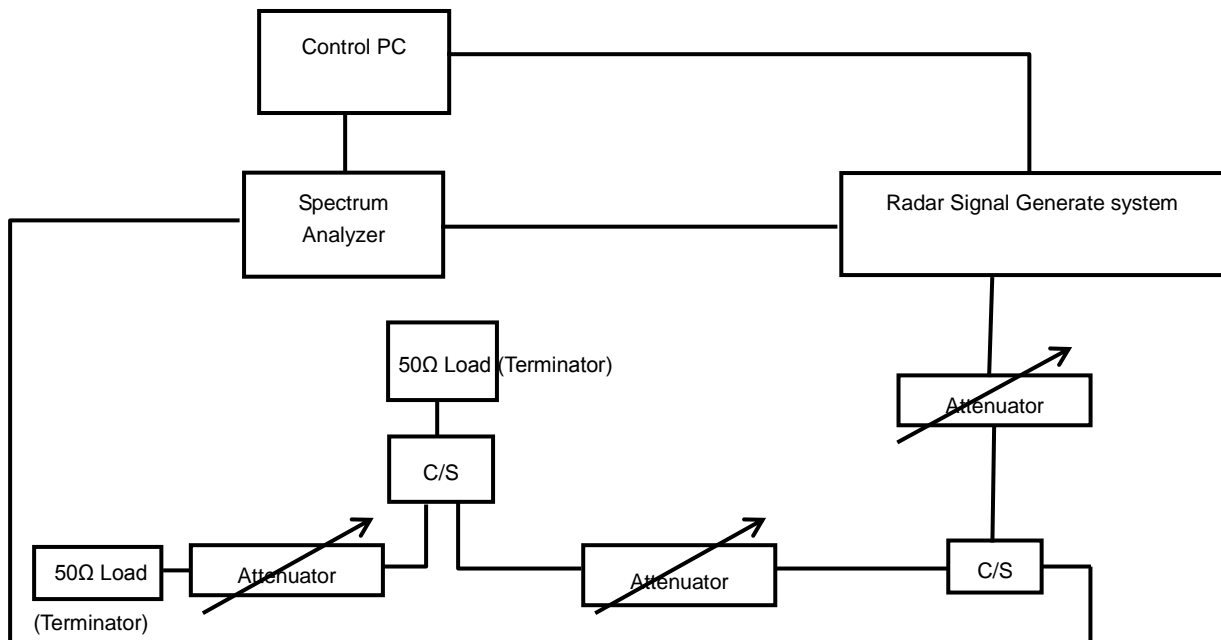 Control PC
Spectrum
Analyzer
Radar Signal Generate system
50Ω Load (Terminator)
Attenuator
C/S
50Ω Load
(Terminator)
Attenuator
Attenuator
C/S